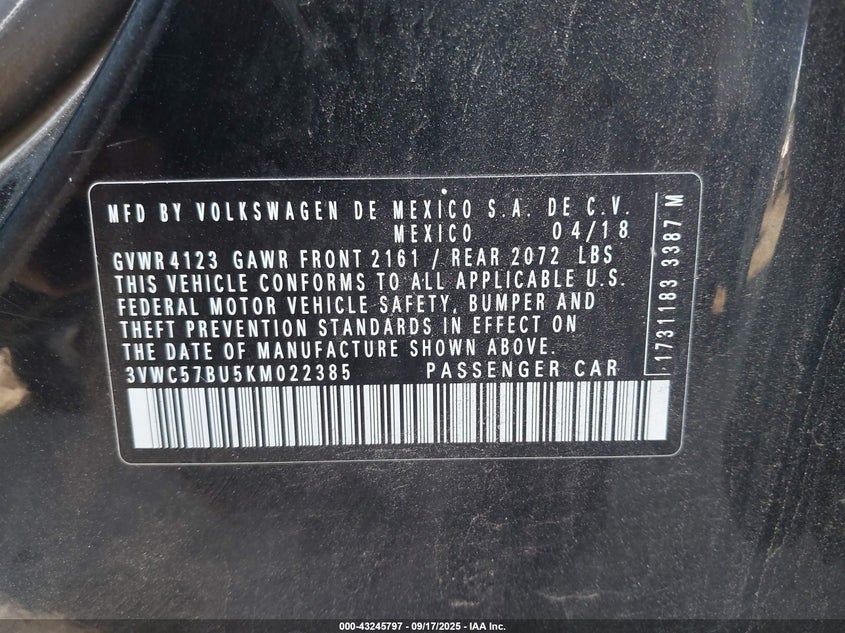 MFD BY VOLKSWAGEN DE MEXICO S.A. DE C.V.
MEXICO 04/18
GVWR4123 GAWR FRONT 2161 / REAR 2072 LBS
THIS VEHICLE CONFORMS TO ALL APPLICABLE U.S.
FEDERAL MOTOR VEHICLE SAFETY, BUMPER AND
THEFT PREVENTION STANDARDS IN EFFECT ON
THE DATE OF MANUFACTURE SHOWN ABOVE.
3VWC57BU5KM022385 PASSENGER CAR
1731183 3387 M
000-43245797 - 09/17/2025 - IAA Inc.